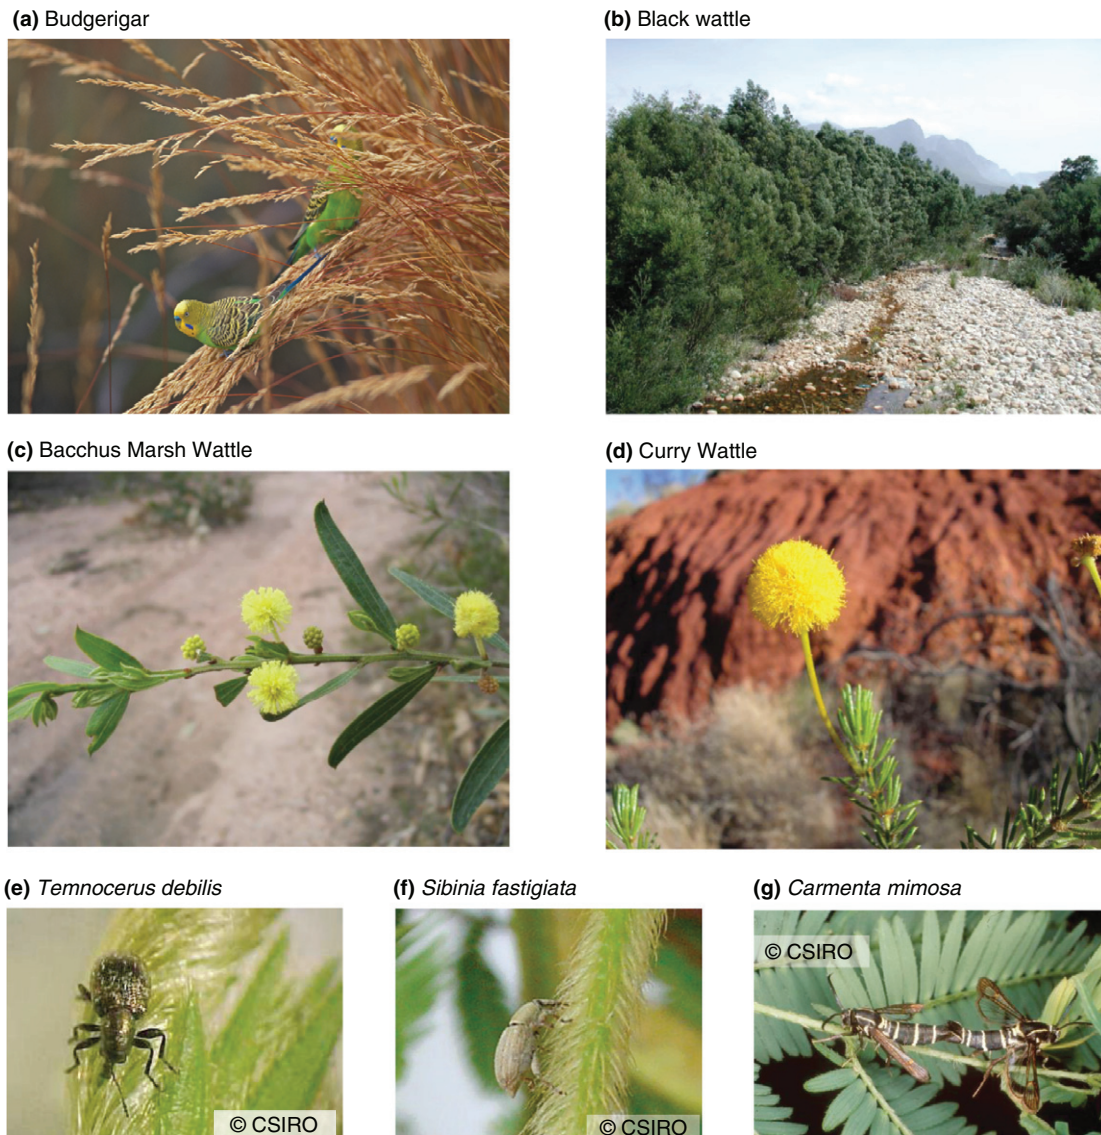 (a) Budgerigar
(b) Black wattle
(c) Bacchus Marsh Wattle
(d) Curry Wattle
(e) Temnocerus debilis
(f) Sibinia fastigiata
(g) Carmenta mimosa
© CSIRO
© CSIRO
© CSIRO